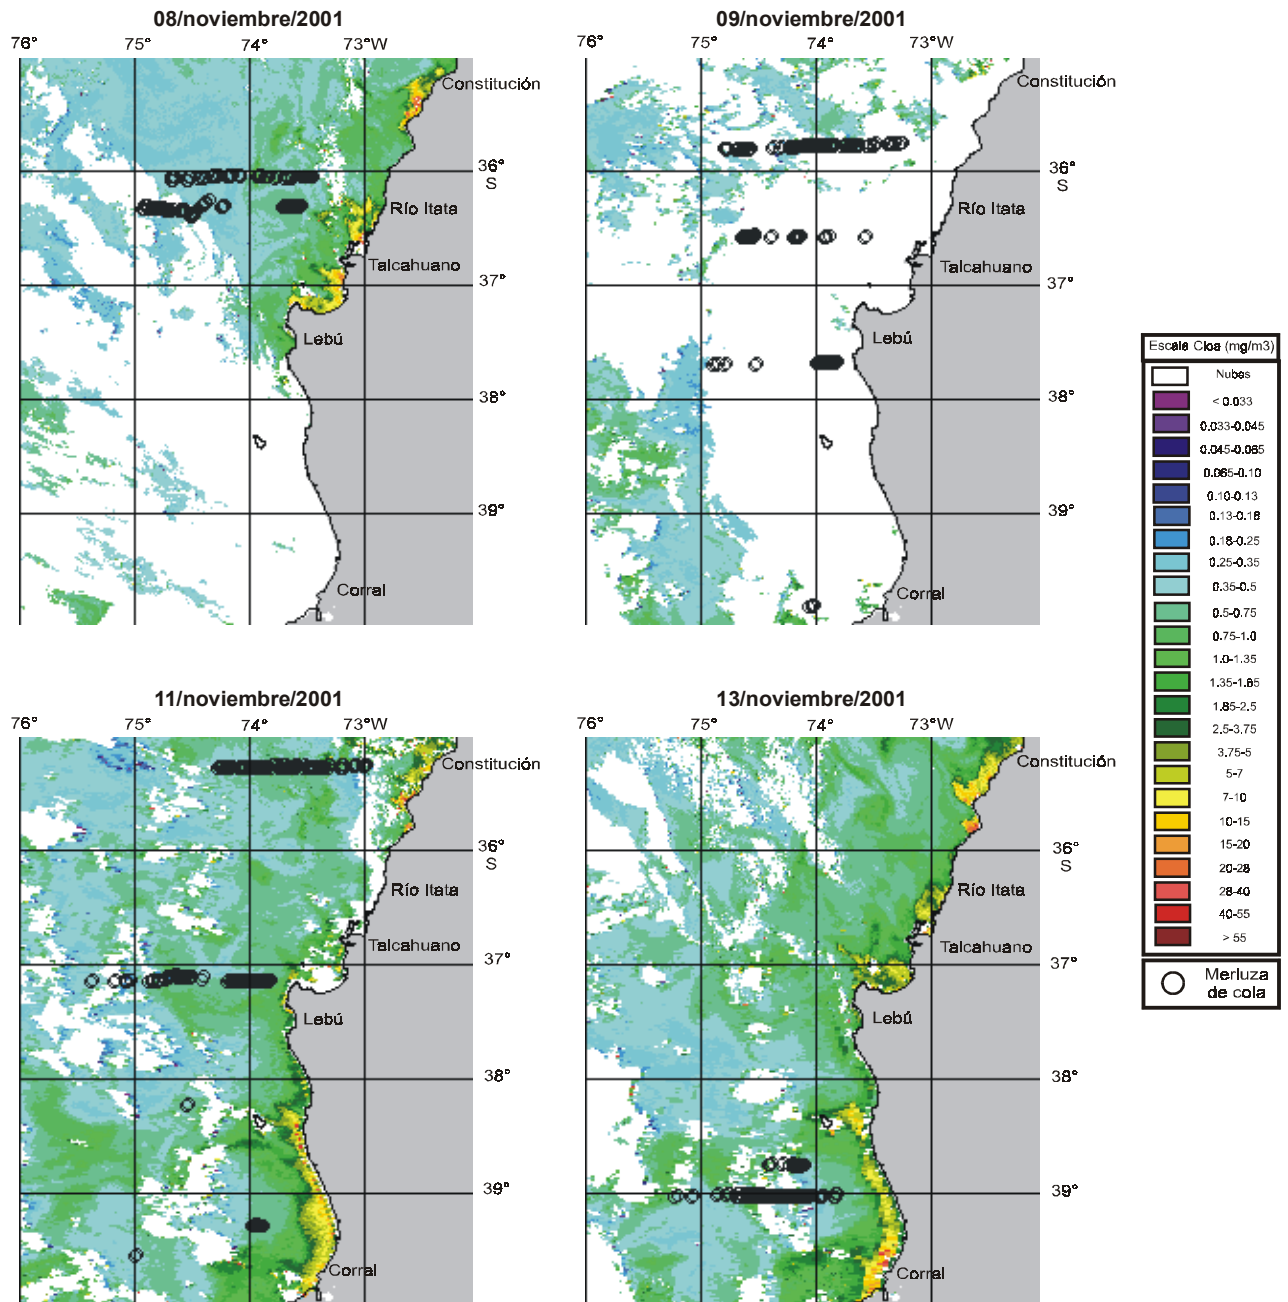 08/noviembre/2001
76° 75° 74° 73°W
Constitución
36°
S
Río Itata
Talcahuano
37°
Lebú
38°
39°
Corral
09/noviembre/2001
76° 75° 74° 73°W
Constitución
36°
S
Río Itata
Talcahuano
37°
Lebú
38°
39°
Corral
11/noviembre/2001
76° 75° 74° 73°W
Constitución
36°
S
Río Itata
Talcahuano
37°
Lebú
38°
39°
Corral
13/noviembre/2001
76° 75° 74° 73°W
Constitución
36°
S
Río Itata
Talcahuano
37°
Lebú
38°
39°
Corral
Escala Cloa (mg/m3)
Nubes
< 0.033
0.033-0.045
0.045-0.065
0.065-0.10
0.10-0.13
0.13-0.18
0.18-0.25
0.25-0.35
0.35-0.5
0.5-0.75
0.75-1.0
1.0-1.35
1.35-1.85
1.85-2.5
2.5-3.75
3.75-5
5-7
7-10
10-15
15-20
20-28
28-40
40-55
> 55
Merluza
de cola